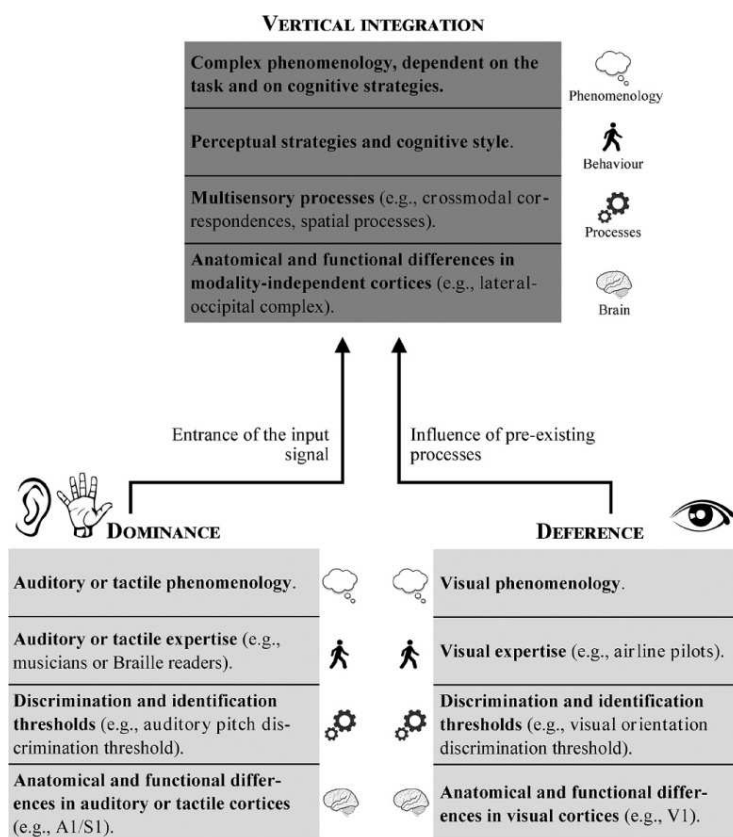 VERTICAL INTEGRATION
Complex phenomenology, dependent on the
task and on cognitive strategies.
Phenomenology
Perceptual strategies and cognitive style.
Behaviour
Multisensory processes (e.g., crossmodal cor-
respondences, spatial processes).
Processes
Anatomical and functional differences in
modality-independent cortices (e.g., lateral-
occipital complex).
Brain
Entrance of the input
signal
Influence of pre-existing
processes
DOMINANCE
Auditory or tactile phenomenology.
Auditory or tactile expertise (e.g.,
musicians or Braille readers).
Discrimination and identification
thresholds (e.g., auditory pitch dis-
crimination threshold).
Anatomical and functional differ-
ences in auditory or tactile cortices
(e.g., A1/S1).
DEFERENCE
Visual phenomenology.
Visual expertise (e.g., airline pilots).
Discrimination and identification
thresholds (e.g., visual orientation
discrimination threshold).
Anatomical and functional differ-
ences in visual cortices (e.g., V1).